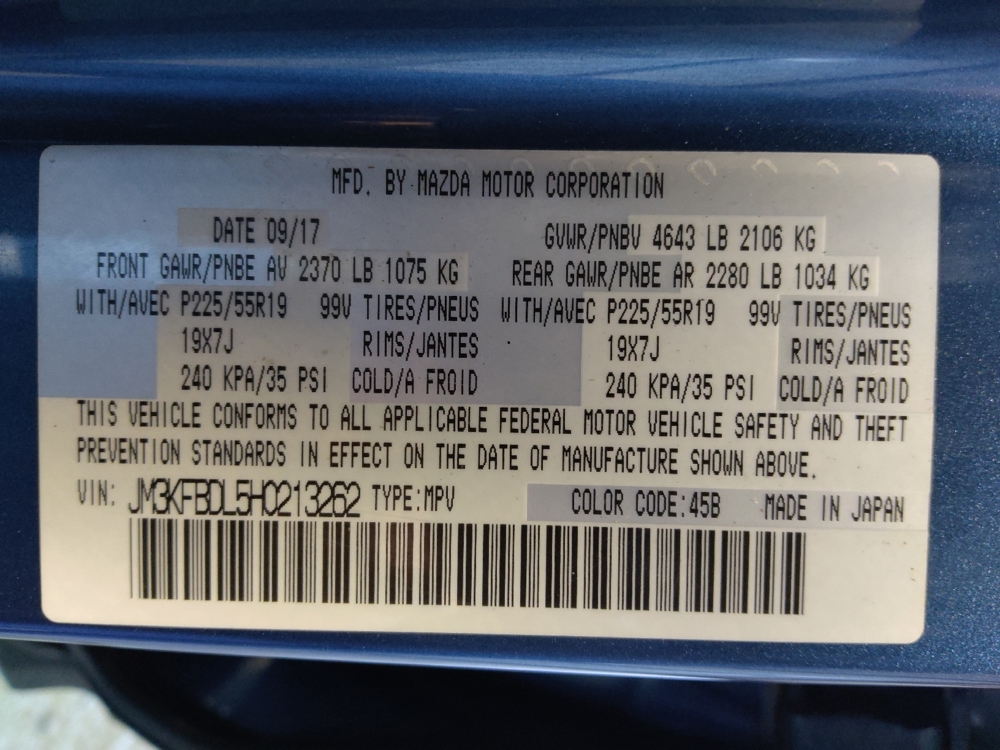 MFD. BY MAZDA MOTOR CORPORATION
DATE 09/17 GVWR/PNBV 4643 LB 2106 KG
FRONT GAWR/PNBE AV 2370 LB 1075 KG REAR GAWR/PNBE AR 2280 LB 1034 KG
WITH/AVEC P225/55R19 99V TIRES/PNEUS WITH/AVEC P225/55R19 99V TIRES/PNEUS
19X7J RIMS/JANTES 19X7J RIMS/JANTES
240 KPA/35 PSI COLD/A FROID 240 KPA/35 PSI COLD/A FROID
THIS VEHICLE CONFORMS TO ALL APPLICABLE FEDERAL MOTOR VEHICLE SAFETY AND THEFT
PREVENTION STANDARDS IN EFFECT ON THE DATE OF MANUFACTURE SHOWN ABOVE.
VIN: JM3KFBDL5H0213262 TYPE:MPV COLOR CODE:45B MADE IN JAPAN